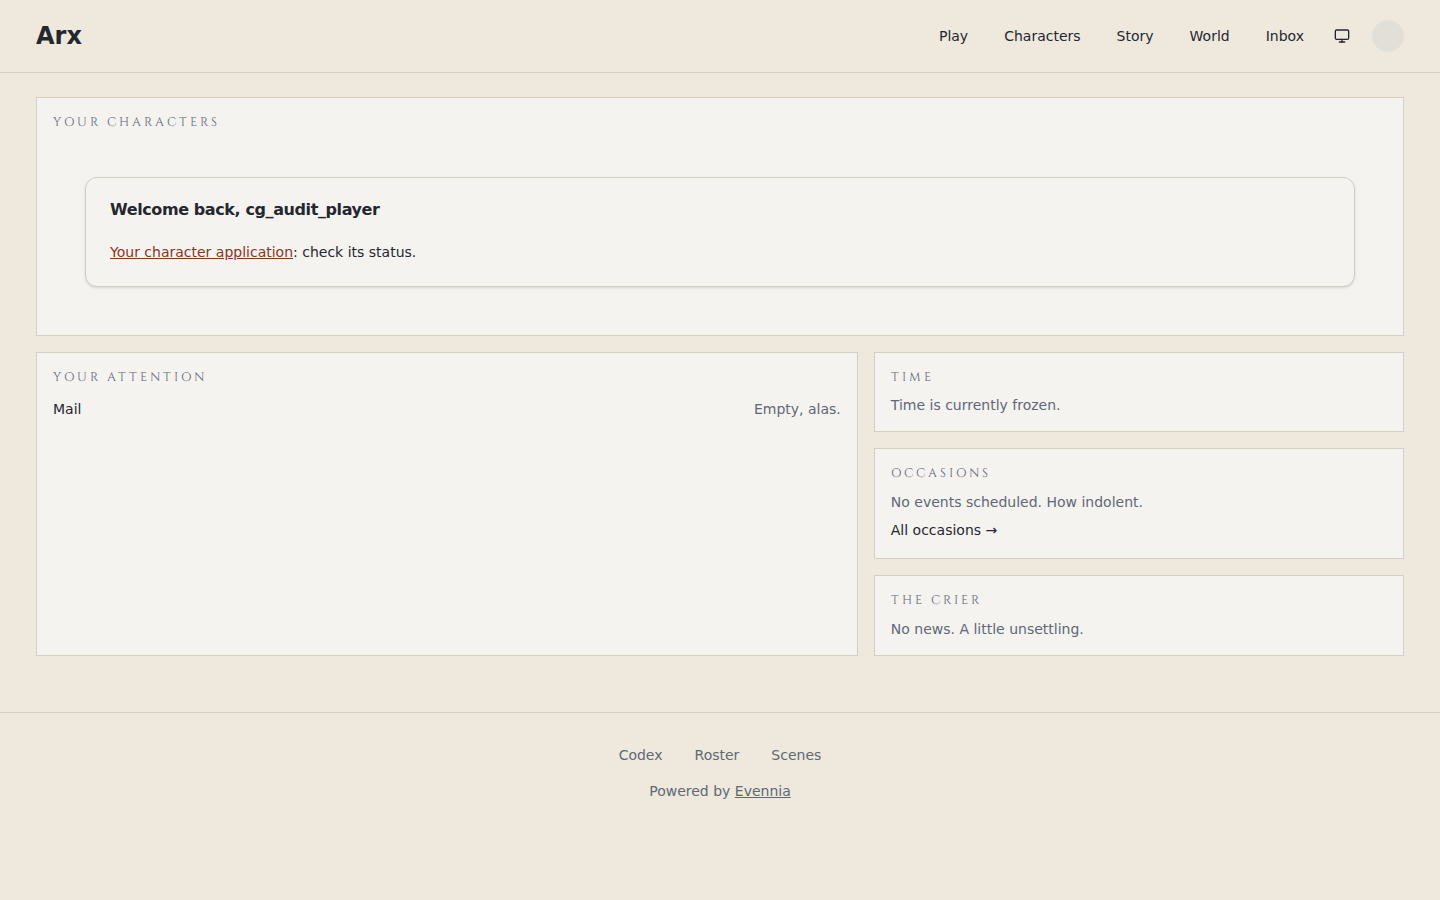 Arx
Play
Characters
Story
World
Inbox
YOUR CHARACTERS
Welcome back, cg_audit_player
Your character application: check its status.
YOUR ATTENTION
Mail
Empty, alas.
TIME
Time is currently frozen.
OCCASIONS
No events scheduled. How indolent.
All occasions →
THE CRIER
No news. A little unsettling.
Codex
Roster
Scenes
Powered by Evennia